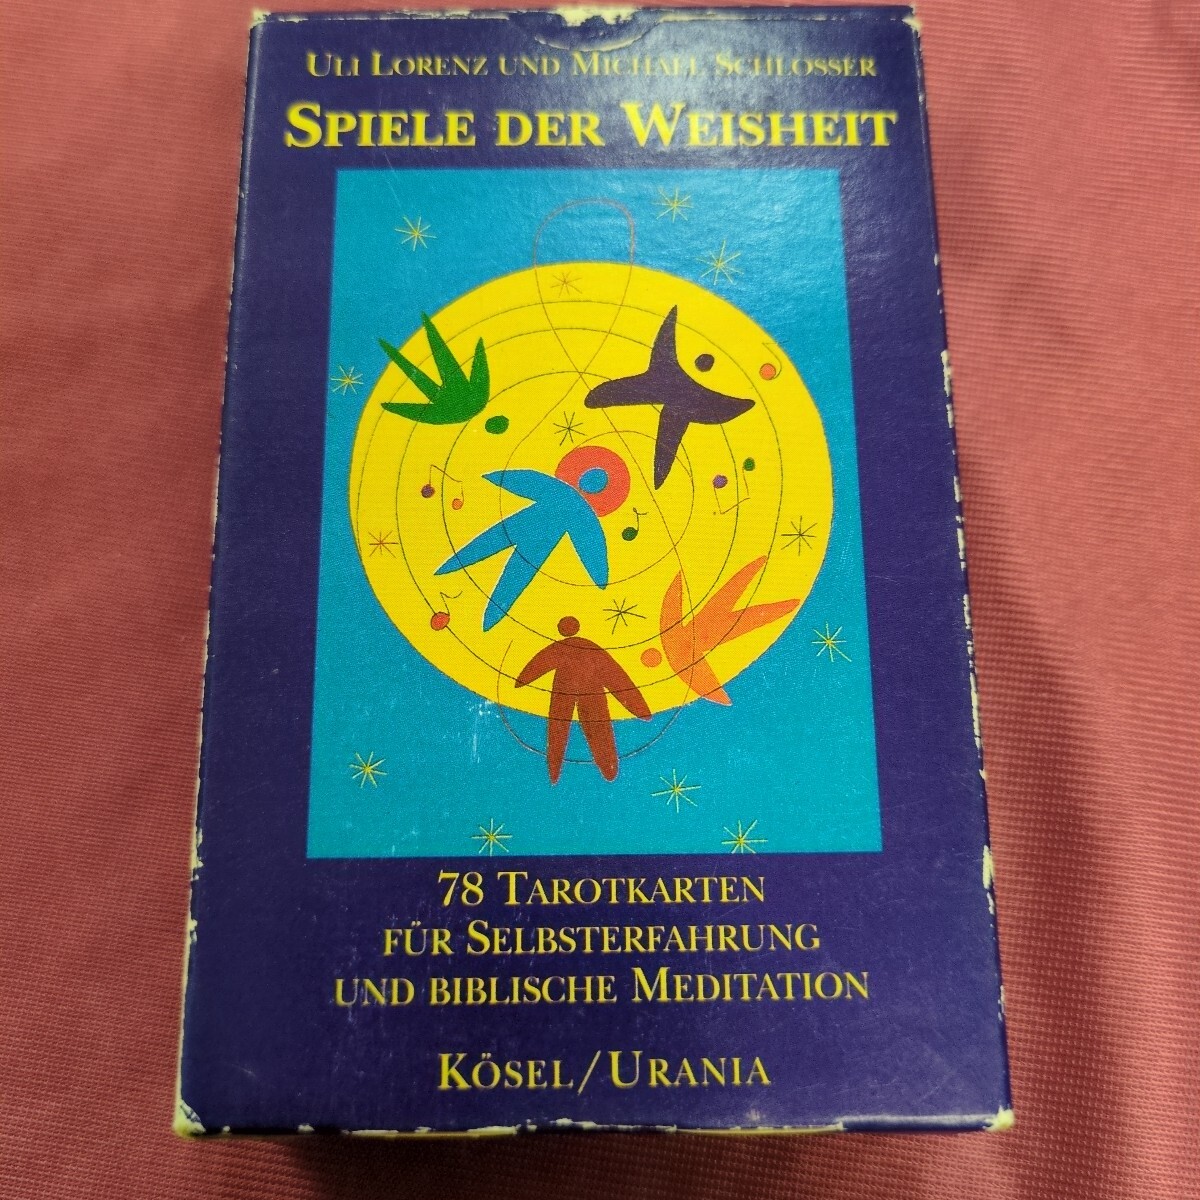 Uli Lorenz und Michael Schlosser
Spiele der Weisheit
78 Tarotkarten
für Selbsterfahrung
und biblische Meditation
Kösel/Urania